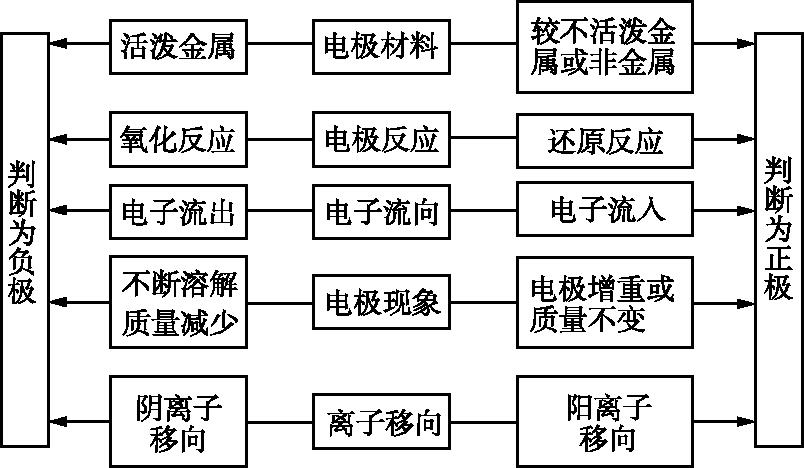 判断为负极
活泼金属
电极材料
较不活泼金
属或非金属
氧化反应
电极反应
还原反应
电子流出
电子流向
电子流入
不断溶解
质量减少
电极现象
电极增重或
质量不变
阴离子
移向
离子移向
阳离子
移向
判断为正极